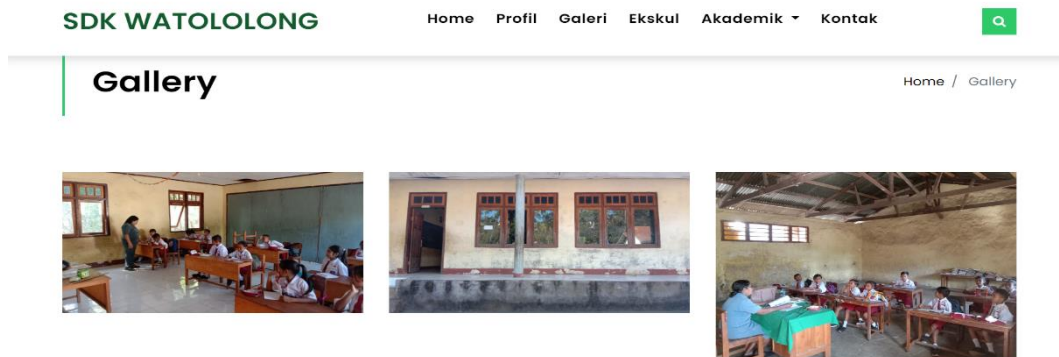 SDK WATOLOLONG
Home Profil Galeri Ekskul Akademik Kontak
Gallery
Home / Gallery